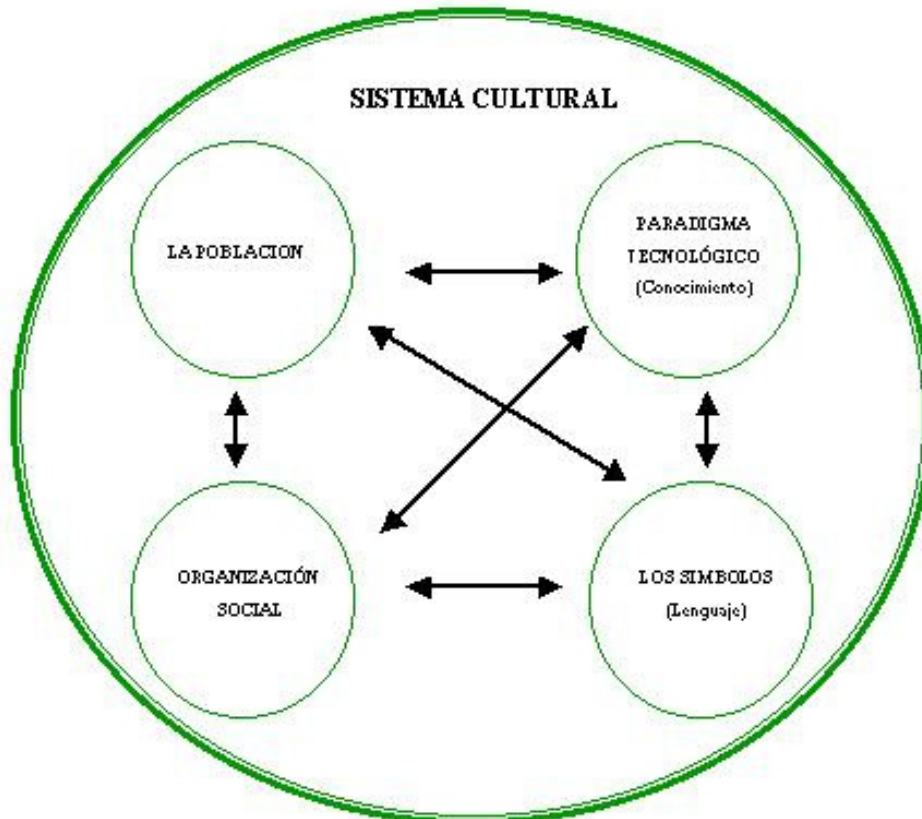 SISTEMA CULTURAL
LA POBLACION
PARADIGMA
TECNOLÓGICO
(Conocimiento)
ORGANIZACIÓN
SOCIAL
LOS SIMBOLOS
(Lenguaje)